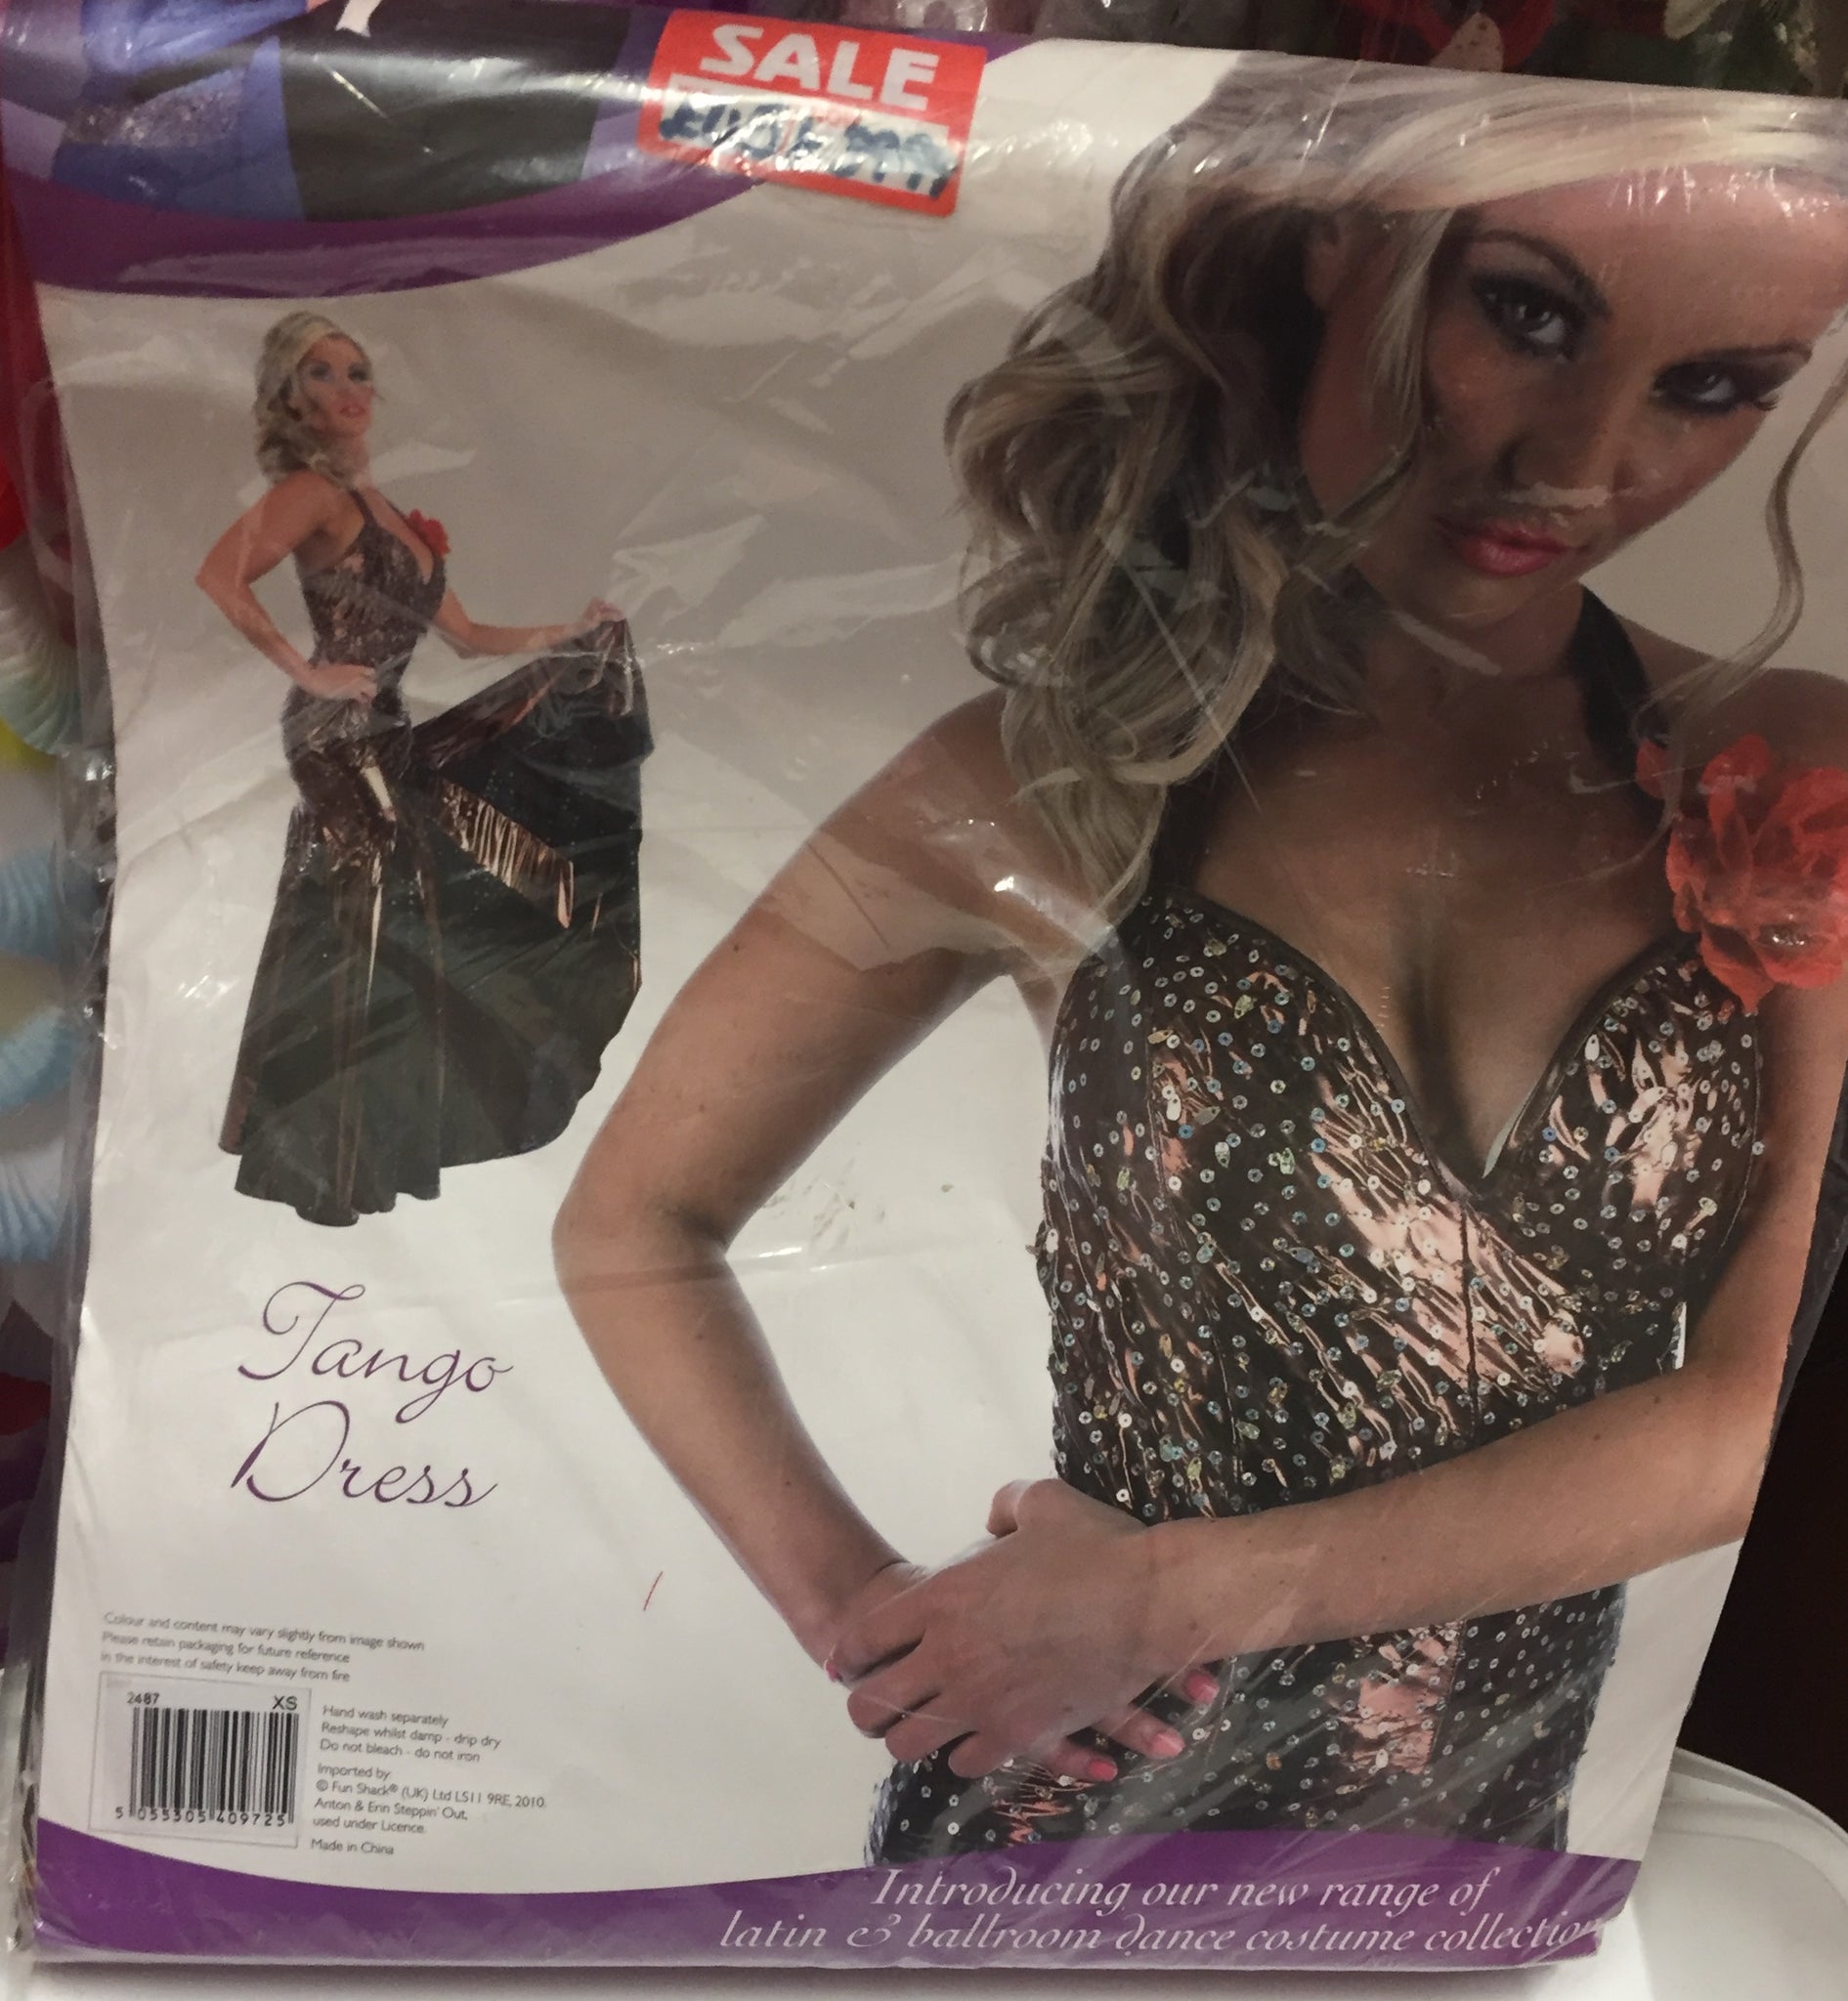 SALE
Tango
Dress
Colour and content may vary slightly from image shown
Please retain packaging for future reference
in the interest of safety keep away from fire
2487 XS
5 055305 409725
Hand wash separately
Reshape whilst damp - drip dry
Do not bleach - do not iron
Imported by
© Fun Shack® (UK) Ltd LS11 9RE, 2010.
Anton & Erin Steppin' Out,
used under Licence.
Made in China
Introducing our new range of
latin & ballroom dance costume collection